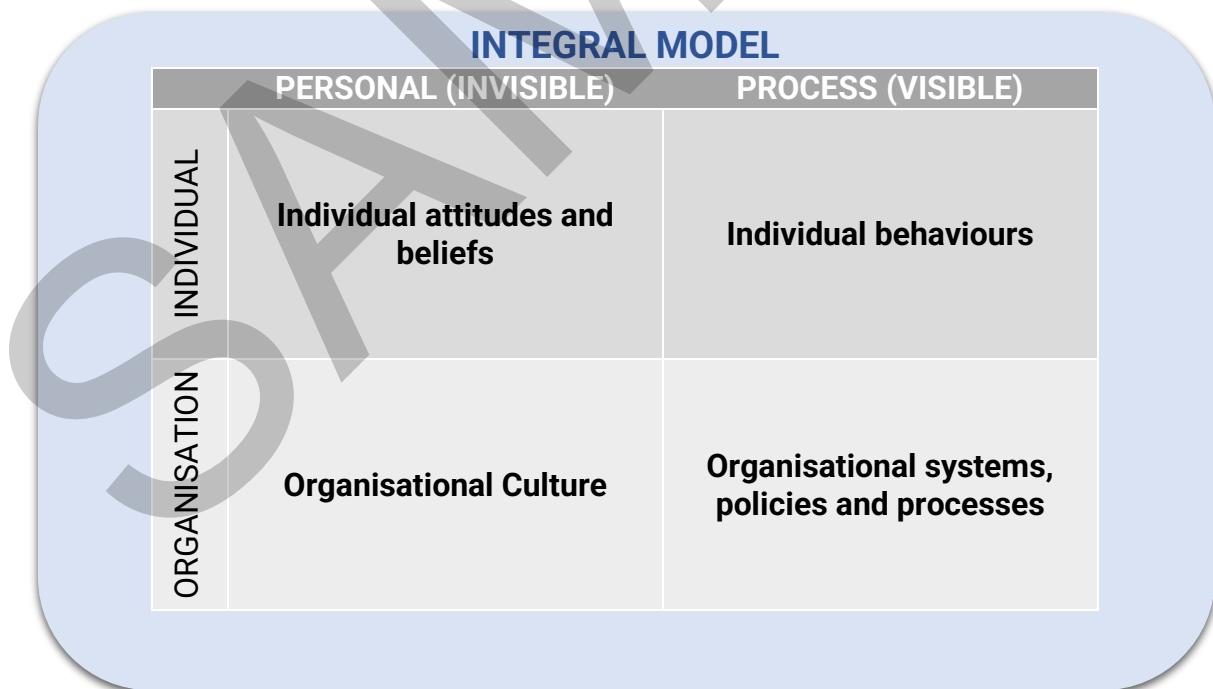 INTEGRAL MODEL
PERSONAL (INVISIBLE) PROCESS (VISIBLE)
INDIVIDUAL
Individual attitudes and
beliefs
Individual behaviours
ORGANISATION
Organisational Culture
Organisational systems,
policies and processes